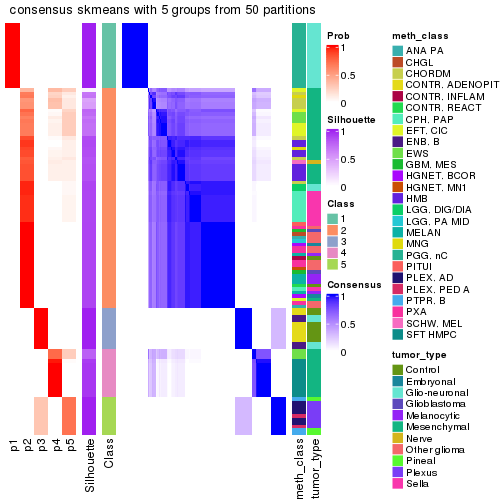 consensus skmeans with 5 groups from 50 partitions
p1
p2
p3
p4
p5
Silhouette
Class
meth_class
tumor_type
Prob
1
0.5
0
Silhouette
1
0.5
0
Class
1
2
3
4
5
Consensus
1
0.5
0
meth_class
ANA PA
CHGL
CHORDM
CONTR. ADENOPIT
CONTR. INFLAM
CONTR. REACT
CPH. PAP
EFT. CIC
ENB. B
EWS
GBM. MES
HGNET. BCOR
HGNET. MN1
HMB
LGG. DIG/DIA
LGG. PA MID
MELAN
MNG
PGG. nC
PITUI
PLEX. AD
PLEX. PED A
PTPR. B
PXA
SCHW. MEL
SFT HMPC
tumor_type
Control
Embryonal
Glio-neuronal
Glioblastoma
Melanocytic
Mesenchymal
Nerve
Other glioma
Pineal
Plexus
Sella